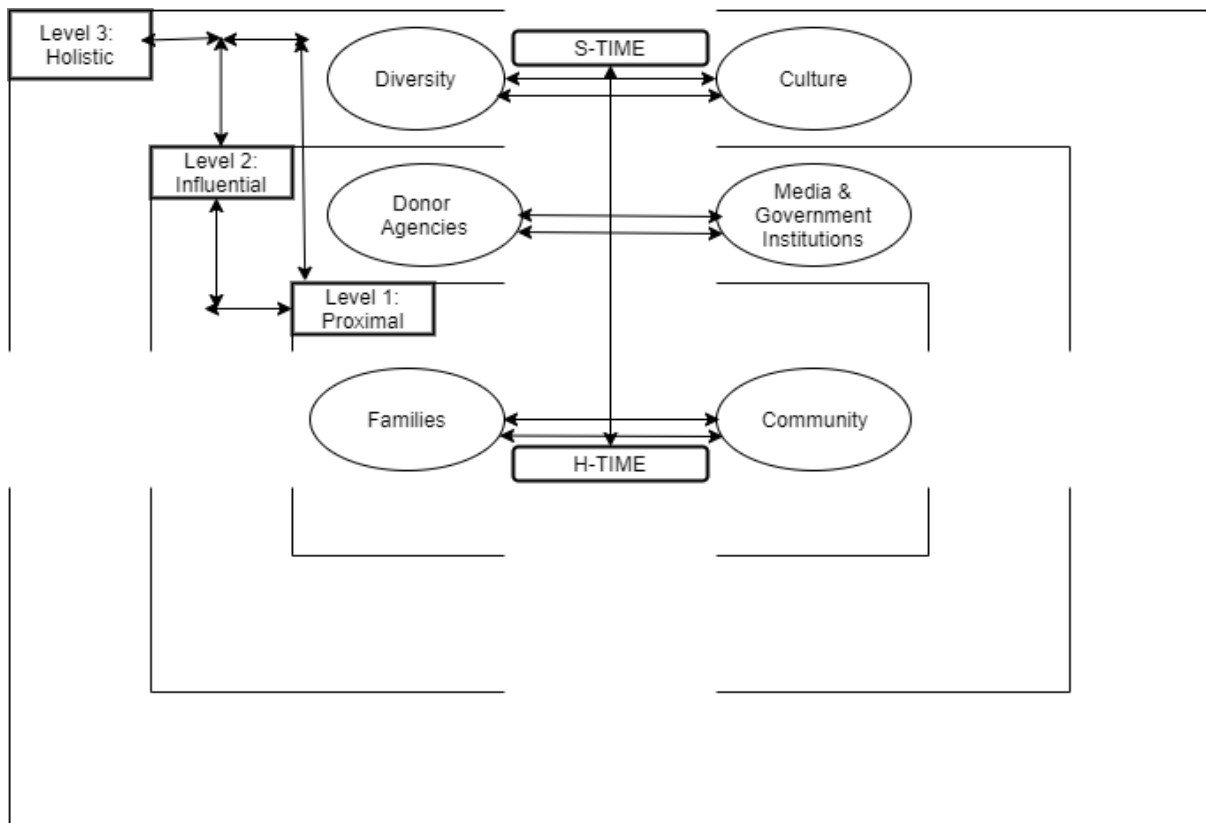 Level 3:
Holistic
S-TIME
Diversity
Culture
Level 2:
Influential
Donor
Agencies
Media &
Government
Institutions
Level 1:
Proximal
Families
Community
H-TIME